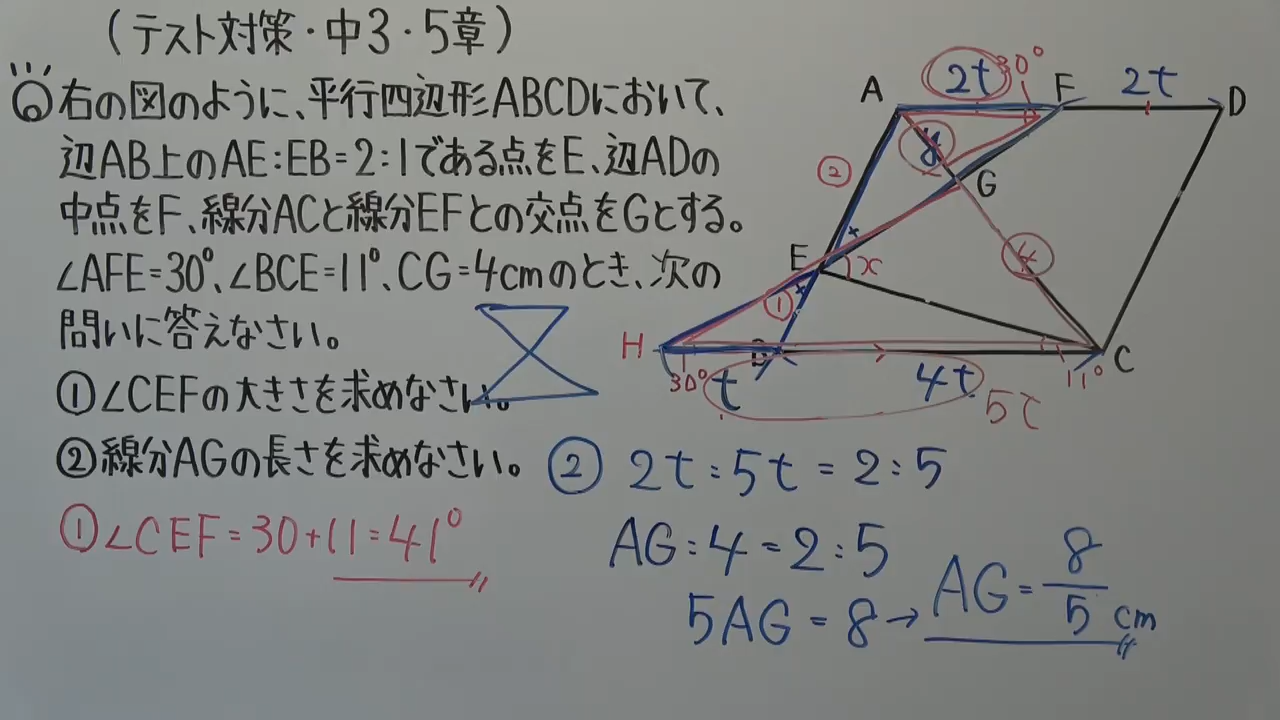 (テスト対策・中3・5章)
右の図のように、平行四辺形ABCDにおいて、
辺AB上のAE:EB=2:1である点をE、辺ADの
中点をF、線分ACと線分EFとの交点をGとする。
∠AFE=30°、∠BCE=11°、CG=4cmのとき、次の
問いに答えなさい。
①∠CEFの大きさを求めなさい。
②線分AGの長さを求めなさい。
①∠CEF=30+11=41°
A 2t 30° F 2t D
②
G
E x
①
4
H B C
30° t 4t 11°
5t
② 2t:5t=2:5
AG:4=2:5
5AG=8→AG=8/5cm